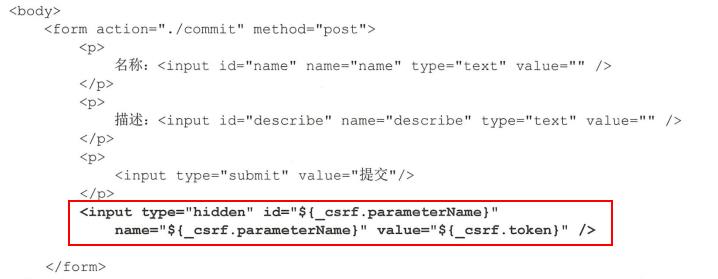 <body>
<form action="./commit" method="post">
<p>
名称：<input id="name" name="name" type="text" value="" />
</p>
<p>
描述：<input id="describe" name="describe" type="text" value="" />
</p>
<p>
<input type="submit" value="提交"/>
</p>
<input type="hidden" id="${_csrf.parameterName}"
name="${_csrf.parameterName}" value="${_csrf.token}" />
</form>